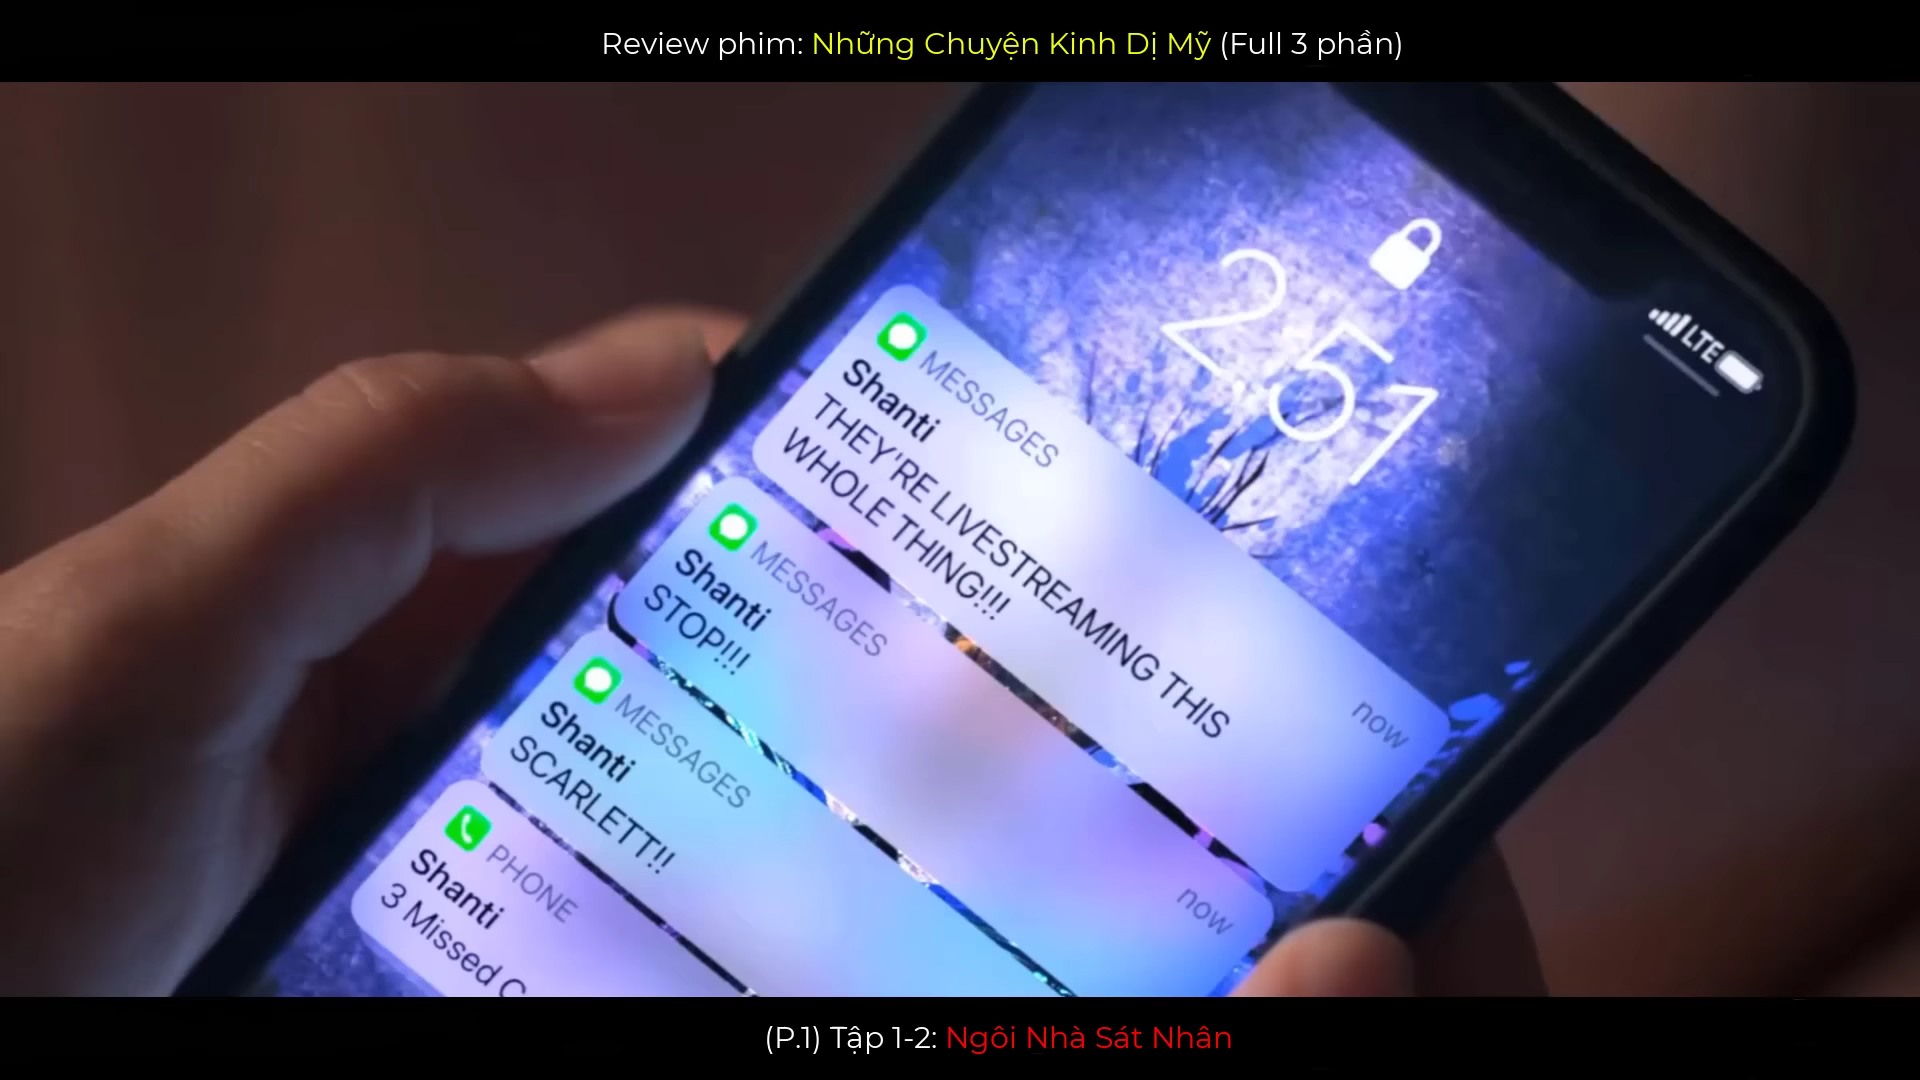 Review phim: Những Chuyện Kinh Dị Mỹ (Full 3 phần)
2 51
LTE
MESSAGES
Shanti
THEY'RE LIVESTREAMING THIS
WHOLE THING!!!
now
MESSAGES
Shanti
STOP!!!
now
MESSAGES
Shanti
SCARLETT!!
PHONE
Shanti
3 Missed
(P.1) Tập 1-2: Ngôi Nhà Sát Nhân